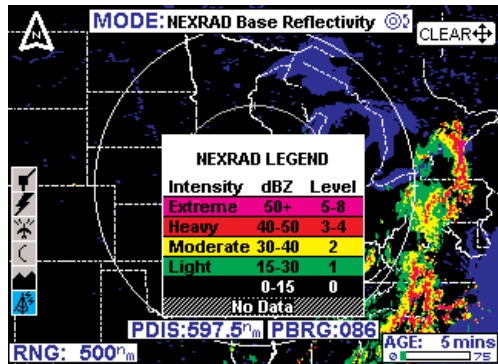 MODE: NEXRAD Base Reflectivity
CLEAR
N
NEXRAD LEGEND
Intensity dBZ Level
Extreme 50+ 5-8
Heavy 40-50 3-4
Moderate 30-40 2
Light 15-30 1
0-15 0
No Data
PDIS:597.5nm PBRG:086
RNG: 500nm
AGE: 5 mins
0 75